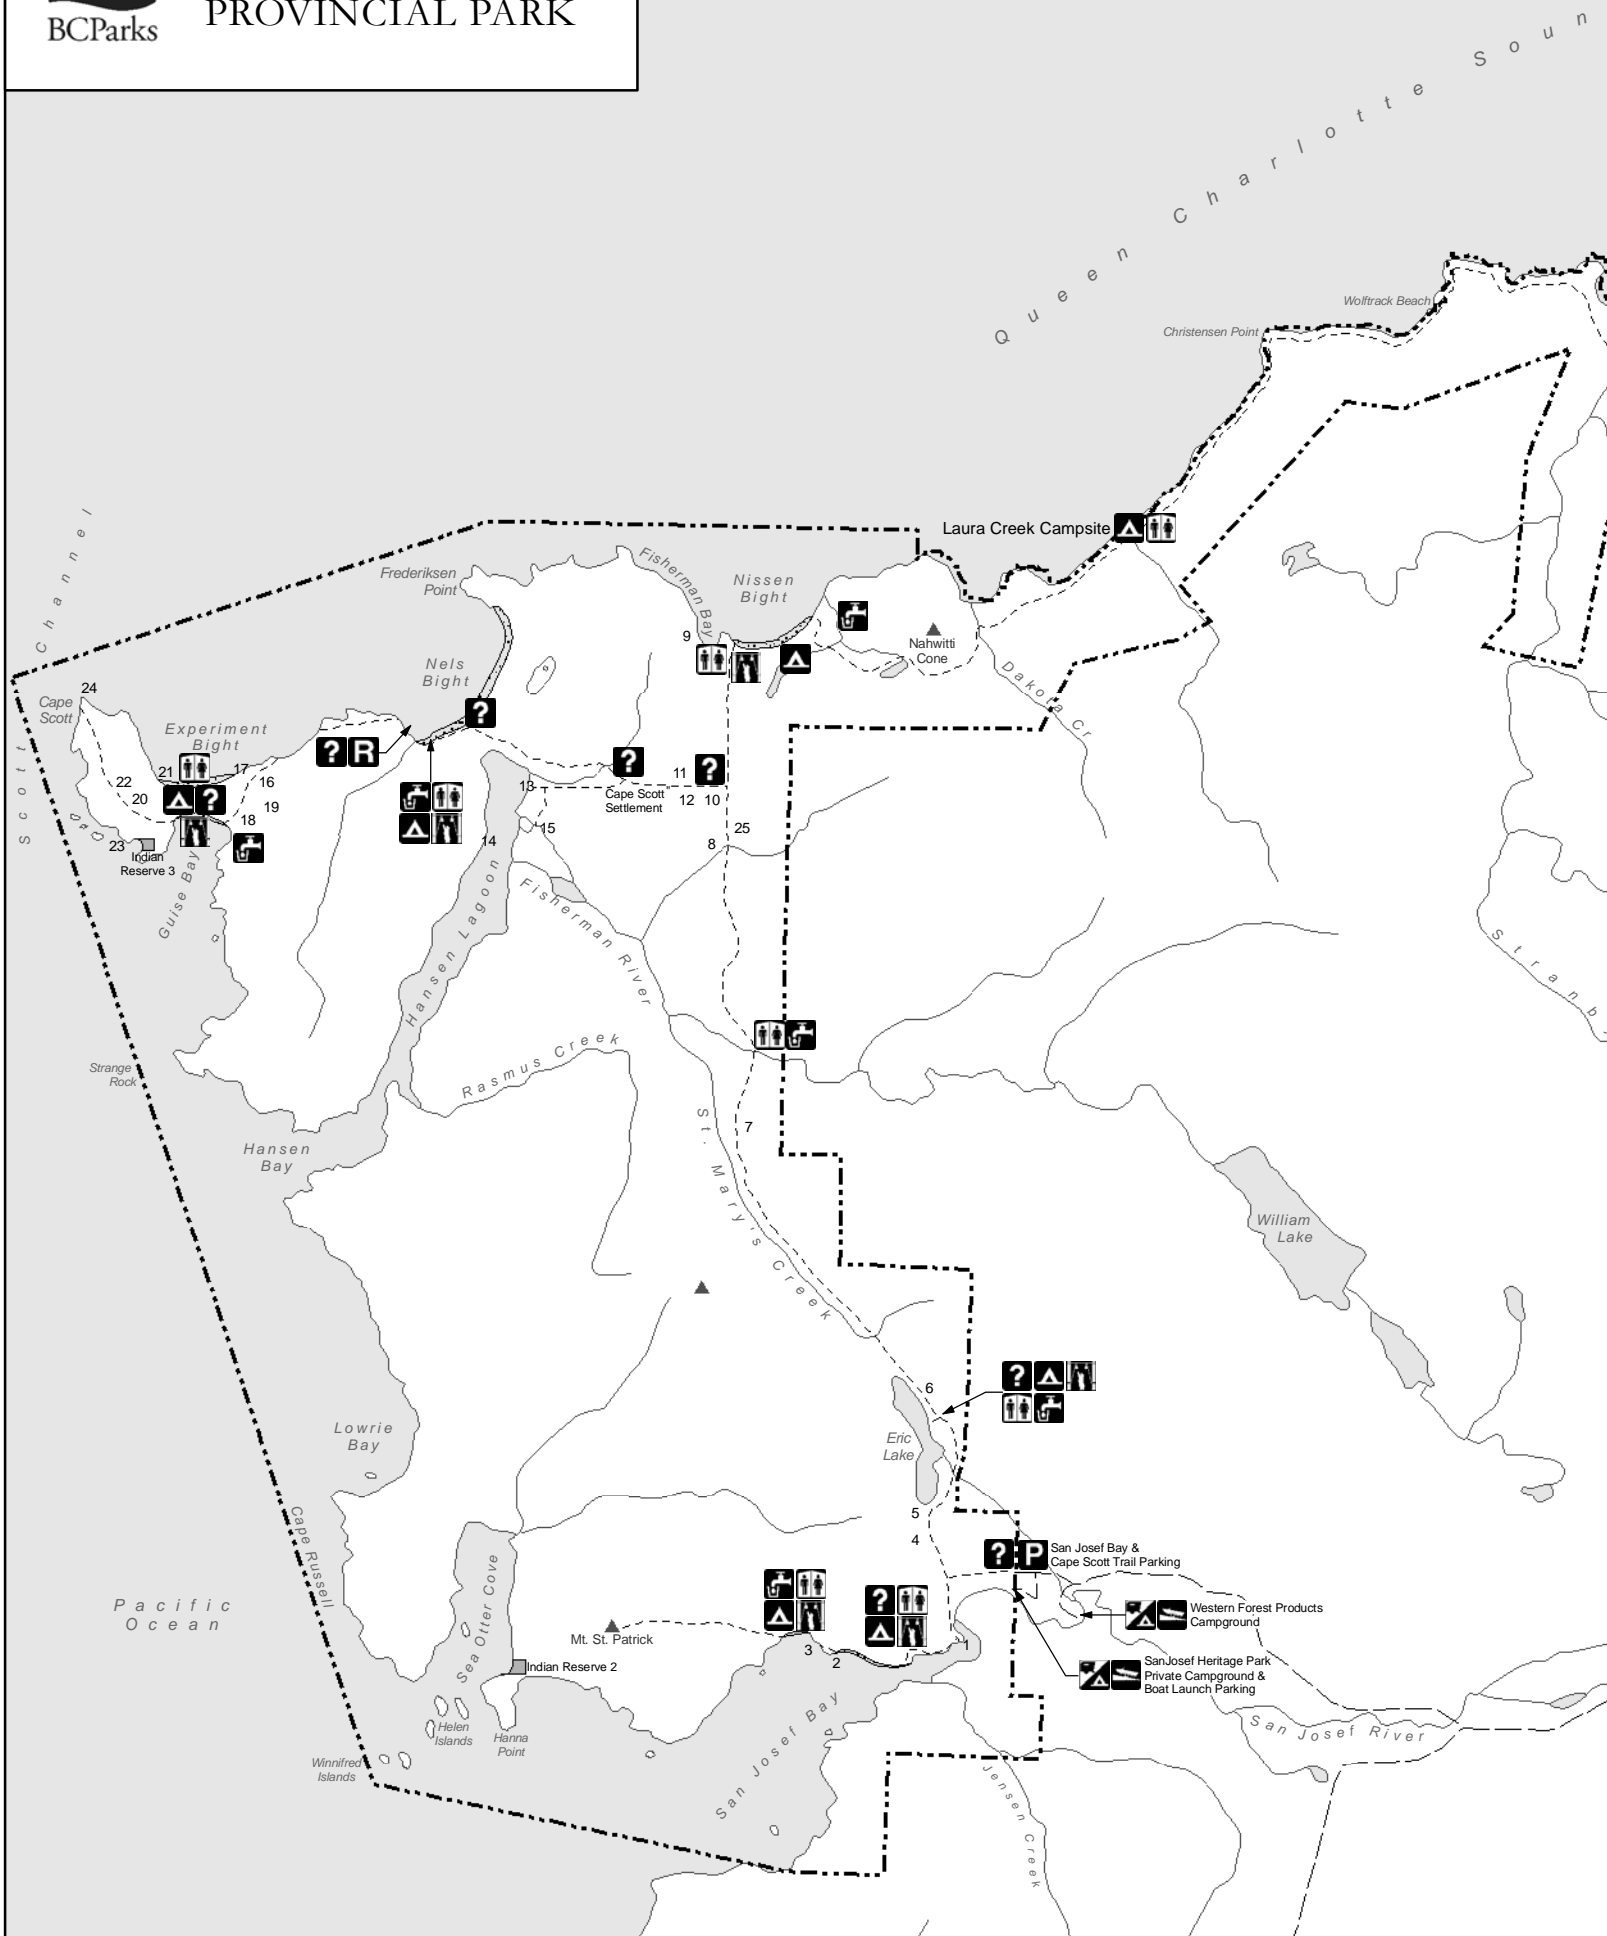 PROVINCIAL PARK
BCParks
Queen Charlotte Soun
Wolftrack Beach
Christensen Point
Scott Channel
Laura Creek Campsite
Frederiksen
Point
Fisherman Bay
Nissen
Bight
9
Nahwitti
Cone
Nels
Bight
Dakota Cr
24
Cape
Scott
Experiment
Bight
?
? R
?
?
11
21
17
16
22
20
?
19
18
13
Cape Scott
Settlement
12
10
15
25
8
14
23
Indian
Reserve 3
Guise Bay
Hansen Lagoon
Fisherman River
Stranb
Rasmus Creek
Strange
Rock
St. Mary's Creek
7
Hansen
Bay
William
Lake
?
6
Eric
Lake
Lowrie
Bay
5
4
Cape Russell
? P
San Josef Bay &
Cape Scott Trail Parking
Pacific
Ocean
Sea Otter Cove
?
Western Forest Products
Campground
Mt. St. Patrick
3
2
1
Indian Reserve 2
SanJosef Heritage Park
Private Campground &
Boat Launch Parking
San Josef Bay
San Josef River
Helen
Islands
Hanna
Point
Winnifred
Islands
Jensen Creek